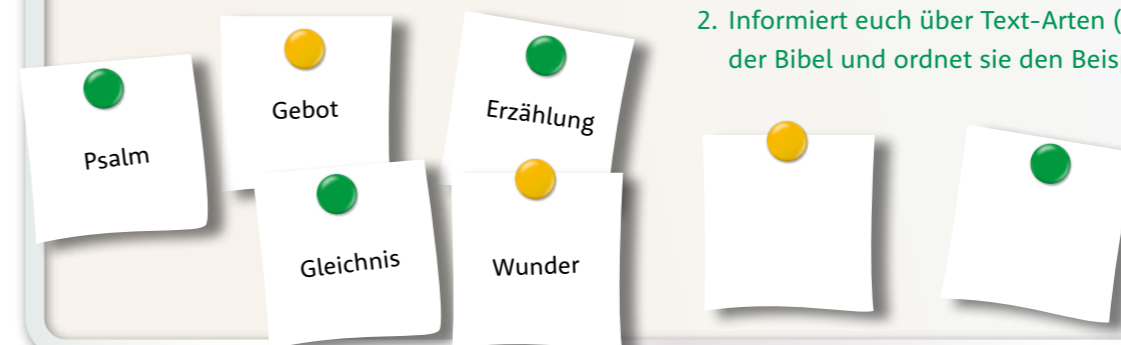 2. Informiert euch über Text-Arten (
der Bibel und ordnet sie den Beis
Psalm
Gebot
Erzählung
Gleichnis
Wunder